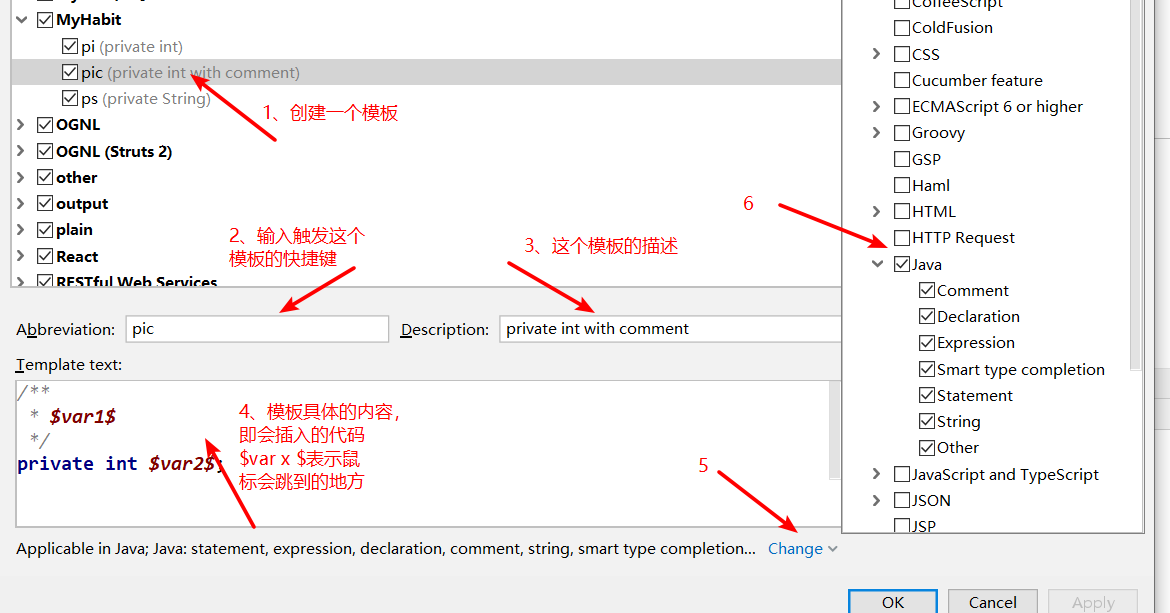 MyHabit
pi (private int)
pic (private int with comment)
ps (private String)
1、创建一个模板
OGNL
OGNL (Struts 2)
other
output
plain
React
RESTful Web Services
2、输入触发这个
模板的快捷键
3、这个模板的描述
Abbreviation: pic
Description: private int with comment
Template text:
/**
* $var1$
*/
private int $var2$;
4、模板具体的内容，
即会插入的代码
$var x $表示鼠
标会跳到的地方
5
Applicable in Java; Java: statement, expression, declaration, comment, string, smart type completion... Change
CoffeeScript
ColdFusion
CSS
Cucumber feature
ECMAScript 6 or higher
Groovy
GSP
Haml
HTML
6
HTTP Request
Java
Comment
Declaration
Expression
Smart type completion
Statement
String
Other
JavaScript and TypeScript
JSON
JSP
OK
Cancel
Apply